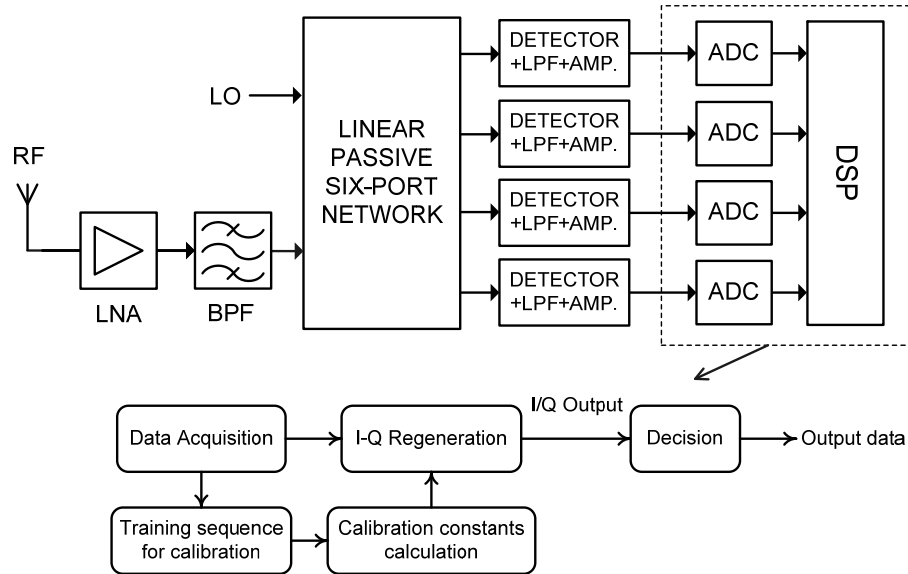 RF
LNA
BPF
LO
LINEAR
PASSIVE
SIX-PORT
NETWORK
DETECTOR
+LPF+AMP.
DETECTOR
+LPF+AMP.
DETECTOR
+LPF+AMP.
DETECTOR
+LPF+AMP.
ADC
ADC
ADC
ADC
DSP
Data Acquisition
I-Q Regeneration
I/Q Output
Decision
Output data
Training sequence
for calibration
Calibration constants
calculation